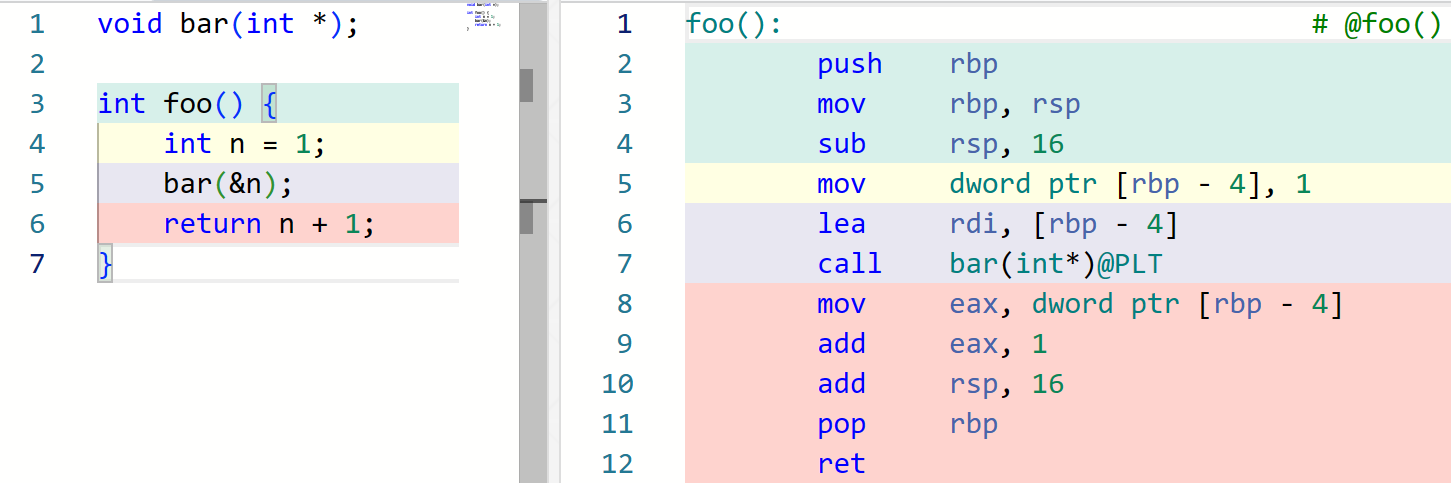 1 void bar(int *);
2
3 int foo() {
4 int n = 1;
5 bar(&n);
6 return n + 1;
7 }
1 foo(): # @foo()
2 push rbp
3 mov rbp, rsp
4 sub rsp, 16
5 mov dword ptr [rbp - 4], 1
6 lea rdi, [rbp - 4]
7 call bar(int*)@PLT
8 mov eax, dword ptr [rbp - 4]
9 add eax, 1
10 add rsp, 16
11 pop rbp
12 ret